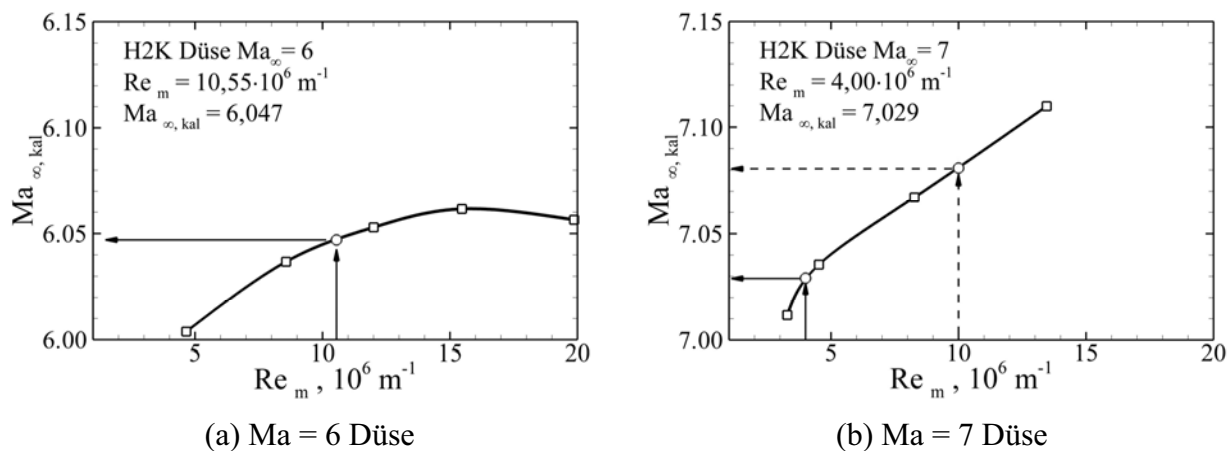 6.15
6.10
6.05
6.00
Ma ∞, kal
H2K Düse Ma∞= 6
Re m = 10,55·10⁶ m⁻¹
Ma ∞, kal = 6,047
5
10
15
20
Re m , 10⁶ m⁻¹
(a) Ma = 6 Düse
7.15
7.10
7.05
7.00
Ma ∞, kal
H2K Düse Ma∞= 7
Re m = 4,00·10⁶ m⁻¹
Ma ∞, kal = 7,029
5
10
15
20
Re m , 10⁶ m⁻¹
(b) Ma = 7 Düse